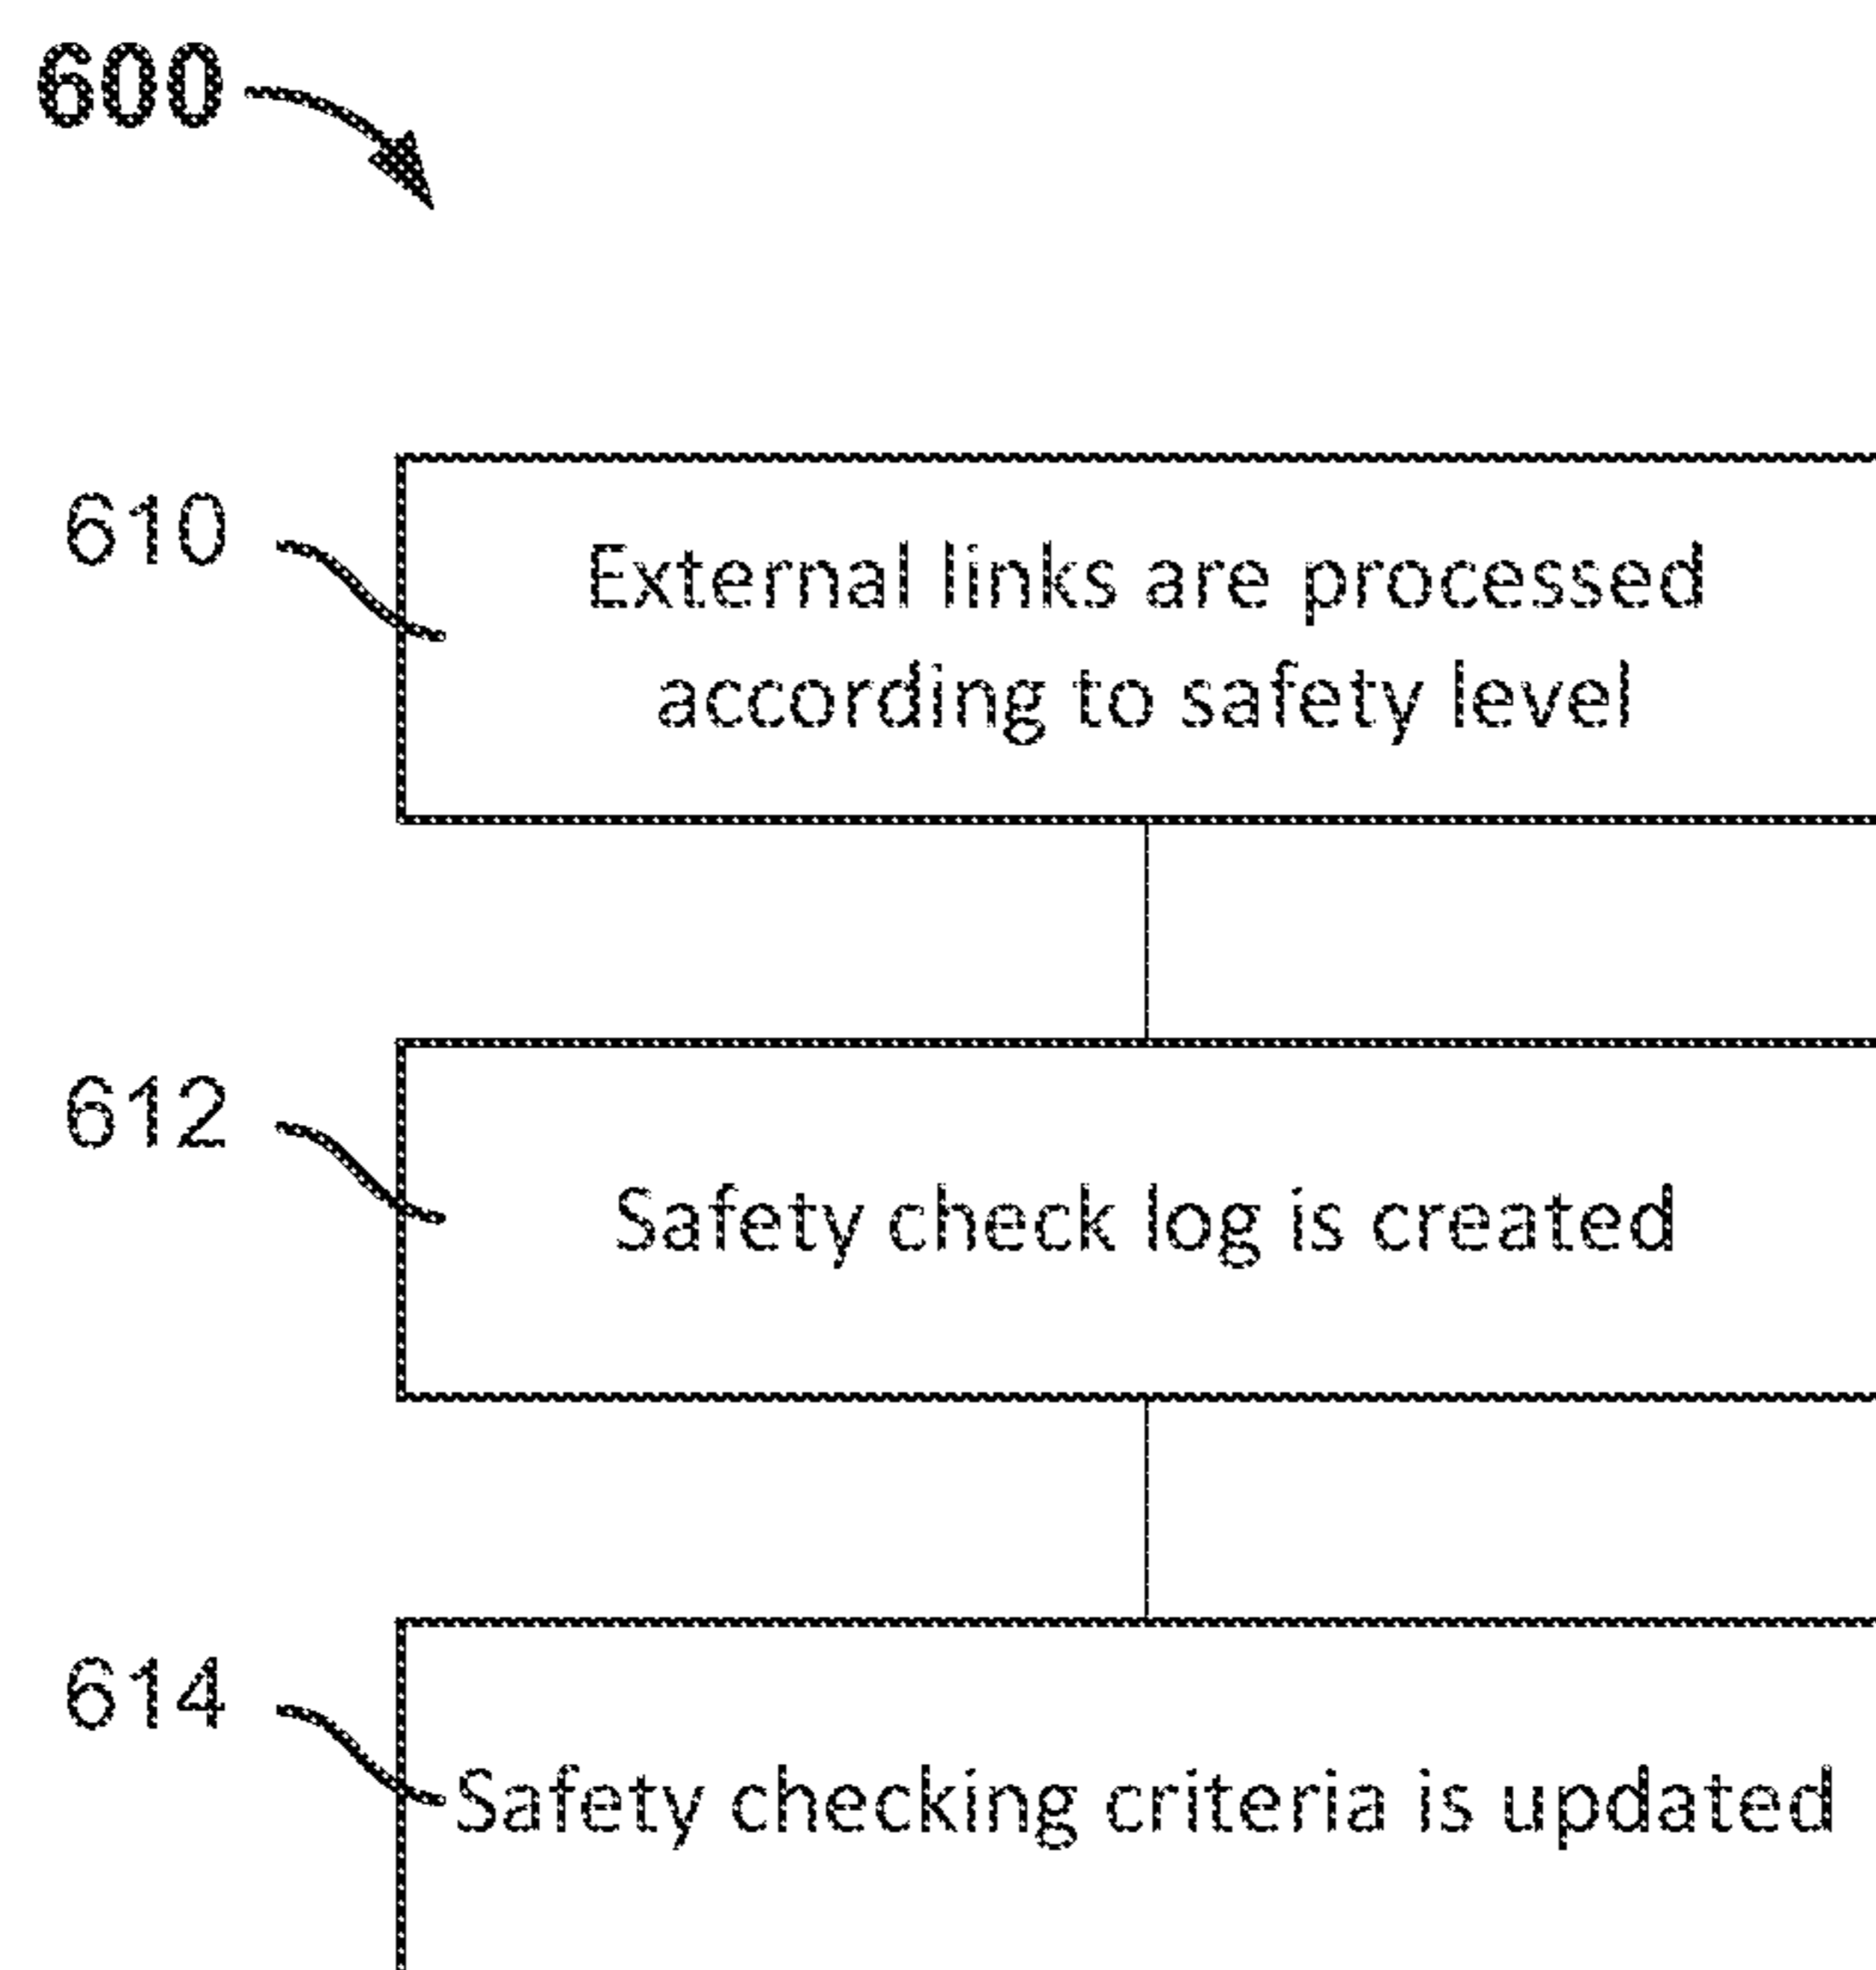 600
610
External links are processed
according to safety level
612
Safety check log is created
614
Safety checking criteria is updated